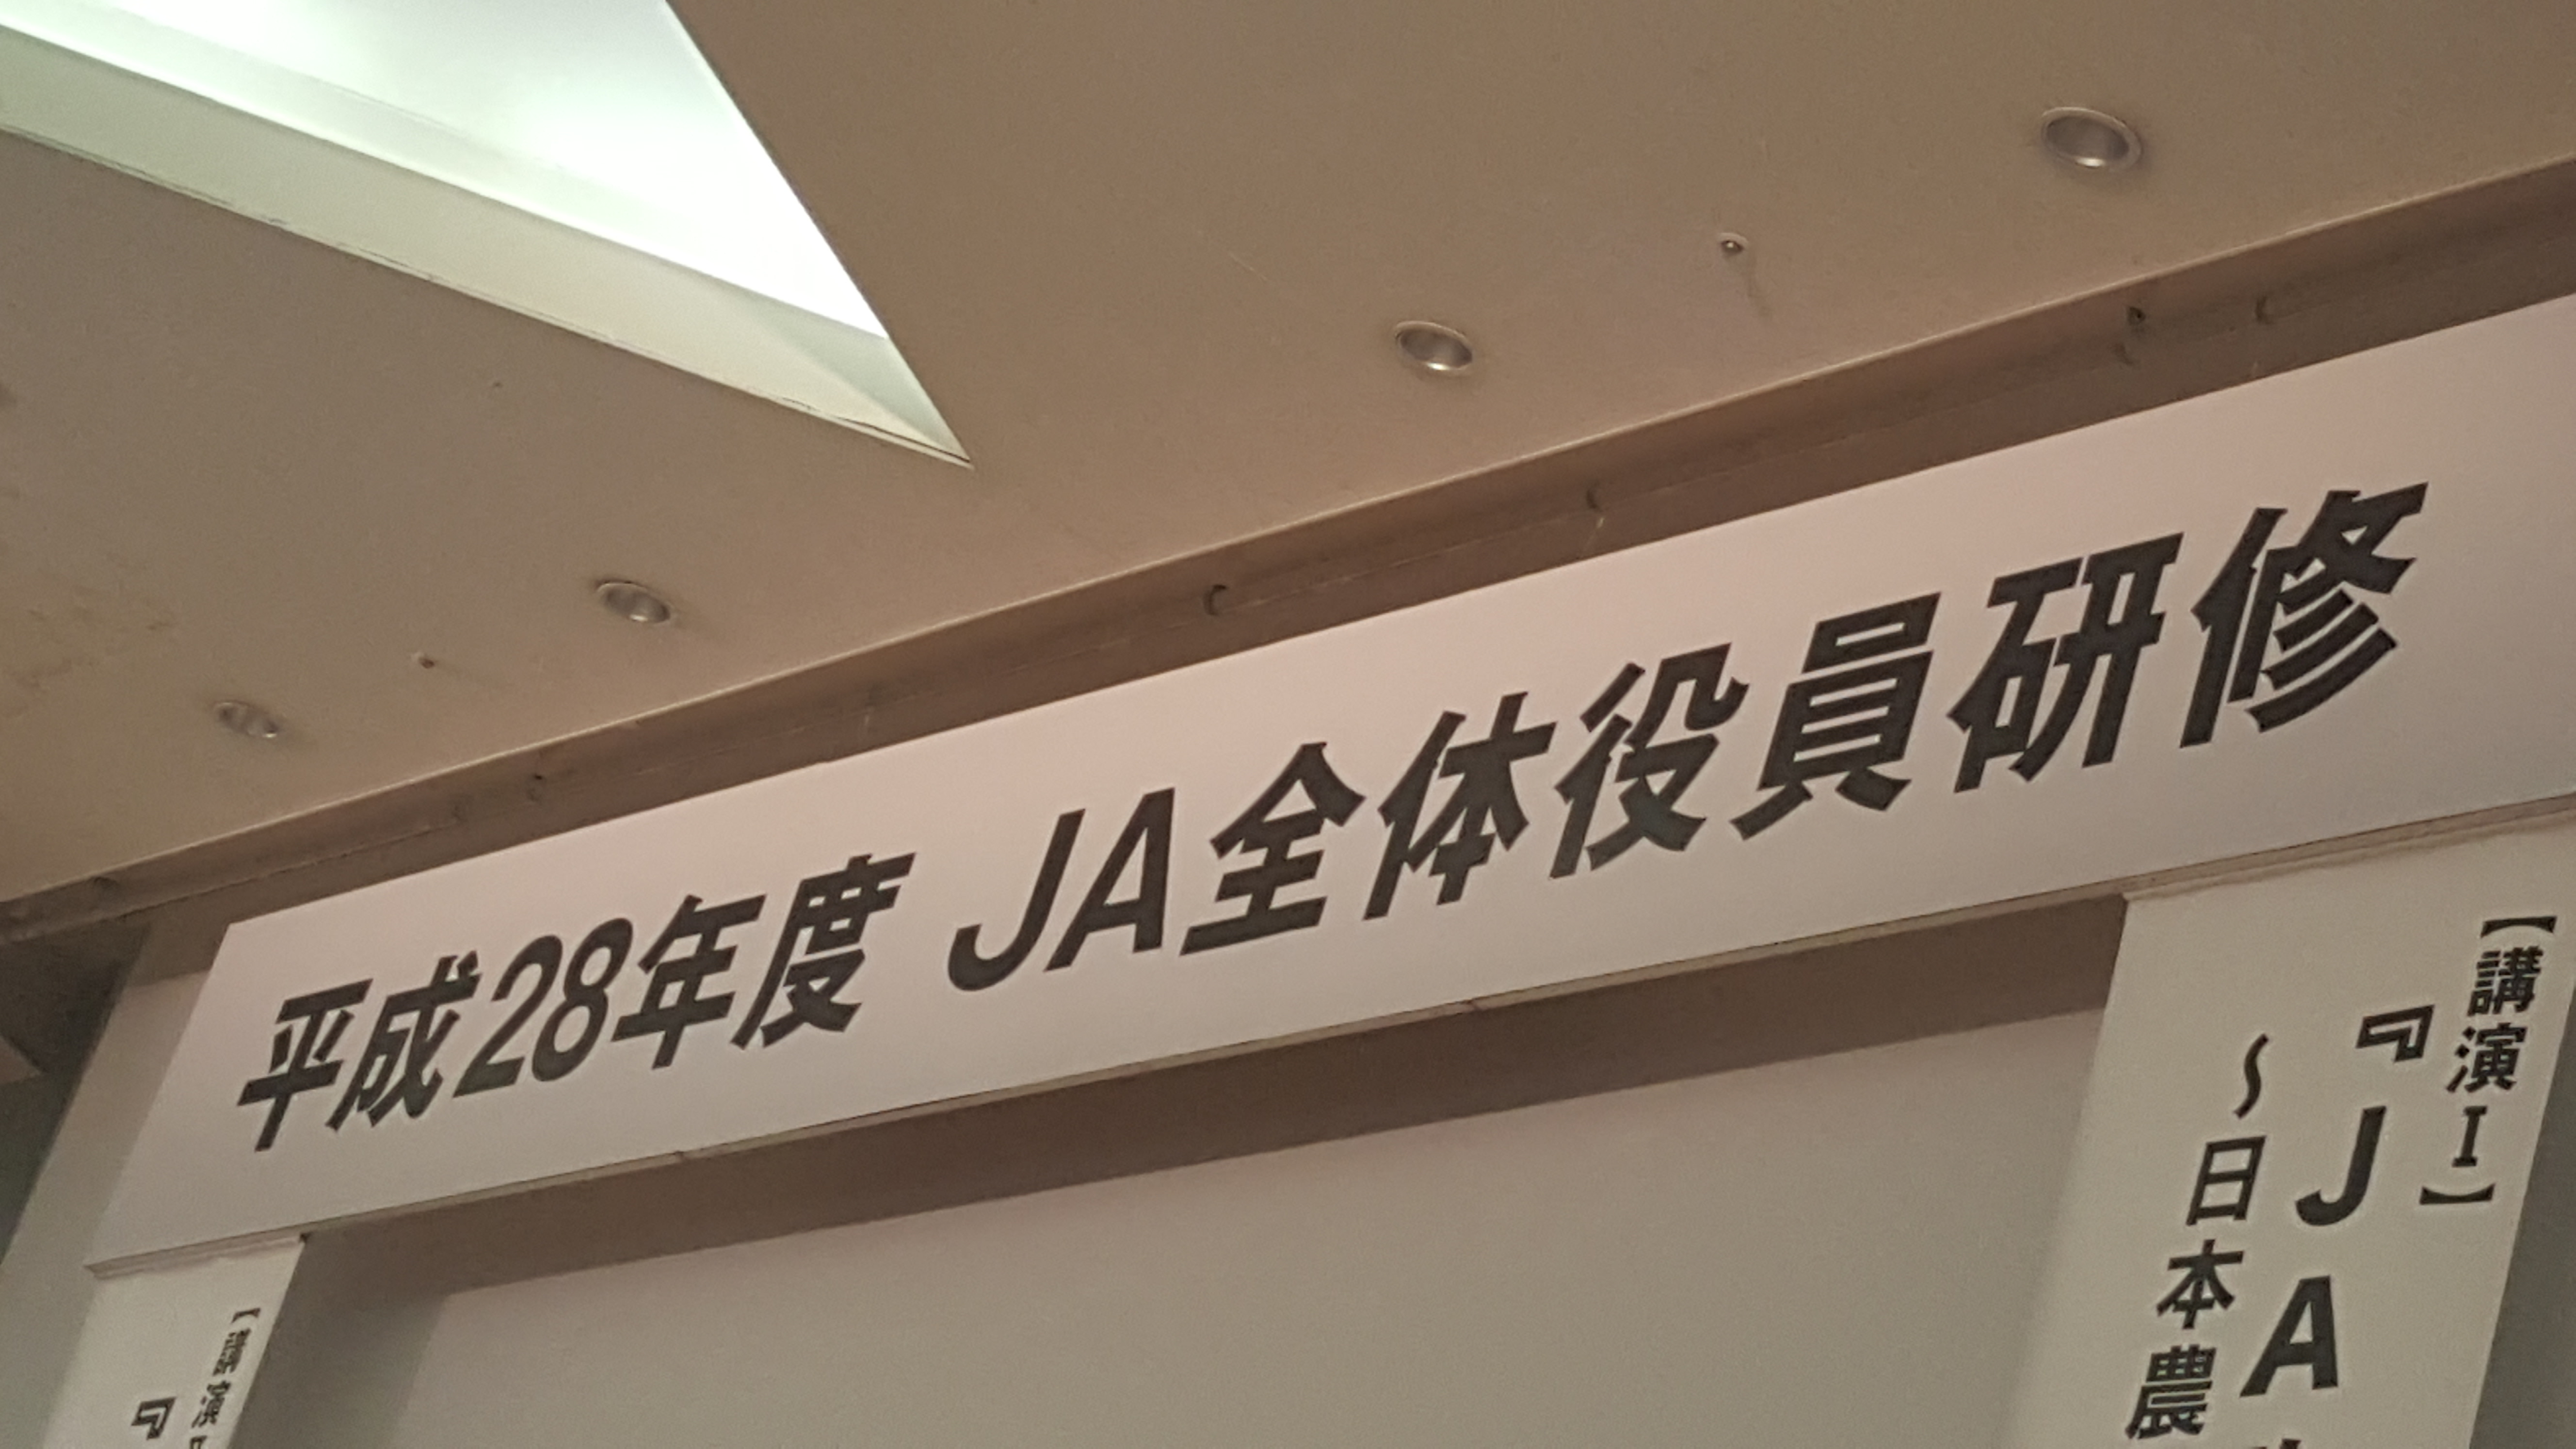 平成28年度 JA全体役員研修
【講演Ⅰ】
『JA
～日本農
【講演
『